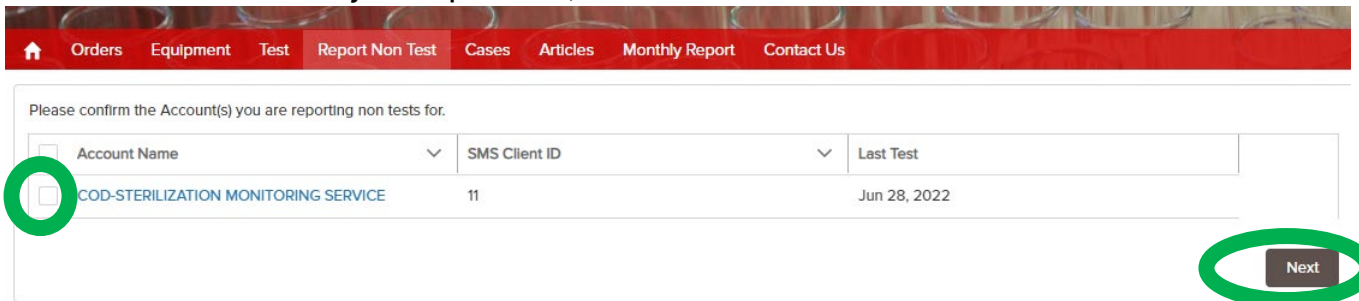 Orders Equipment Test Report Non Test Cases Articles Monthly Report Contact Us
Please confirm the Account(s) you are reporting non tests for.
Account Name SMS Client ID Last Test
COD-STERILIZATION MONITORING SERVICE 11 Jun 28, 2022
Next